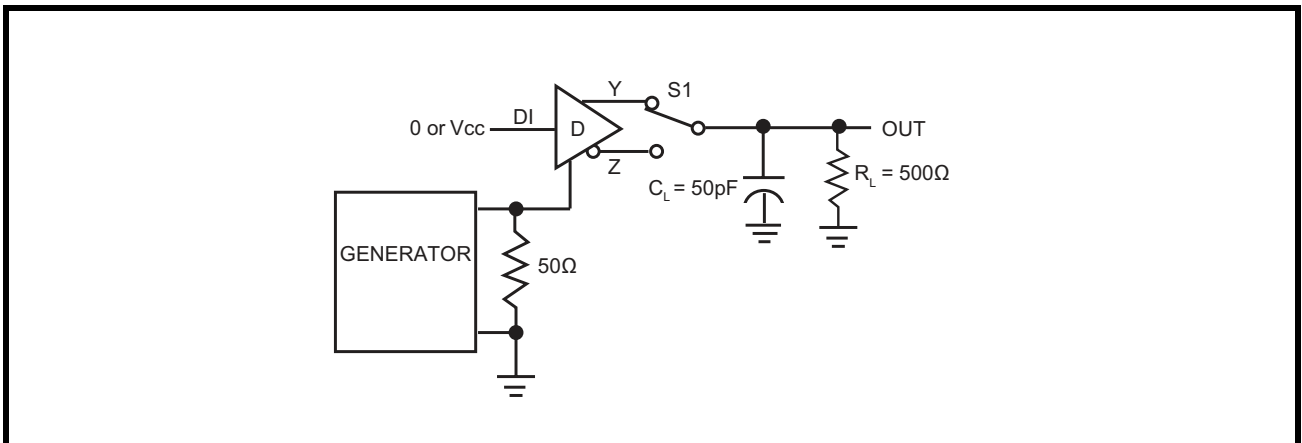 Y
S1
DI
0 or Vcc
D
OUT
Z
C_L = 50pF
R_L = 500Ω
GENERATOR
50Ω